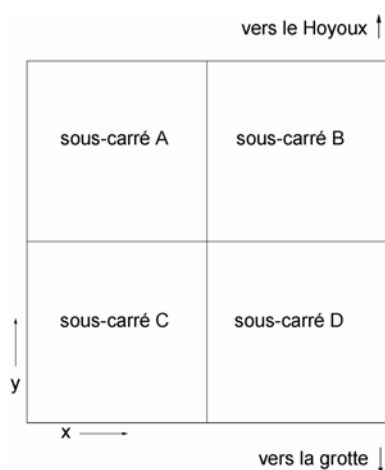 vers le Hoyoux
sous-carré A
sous-carré B
sous-carré C
sous-carré D
y
x
vers la grotte